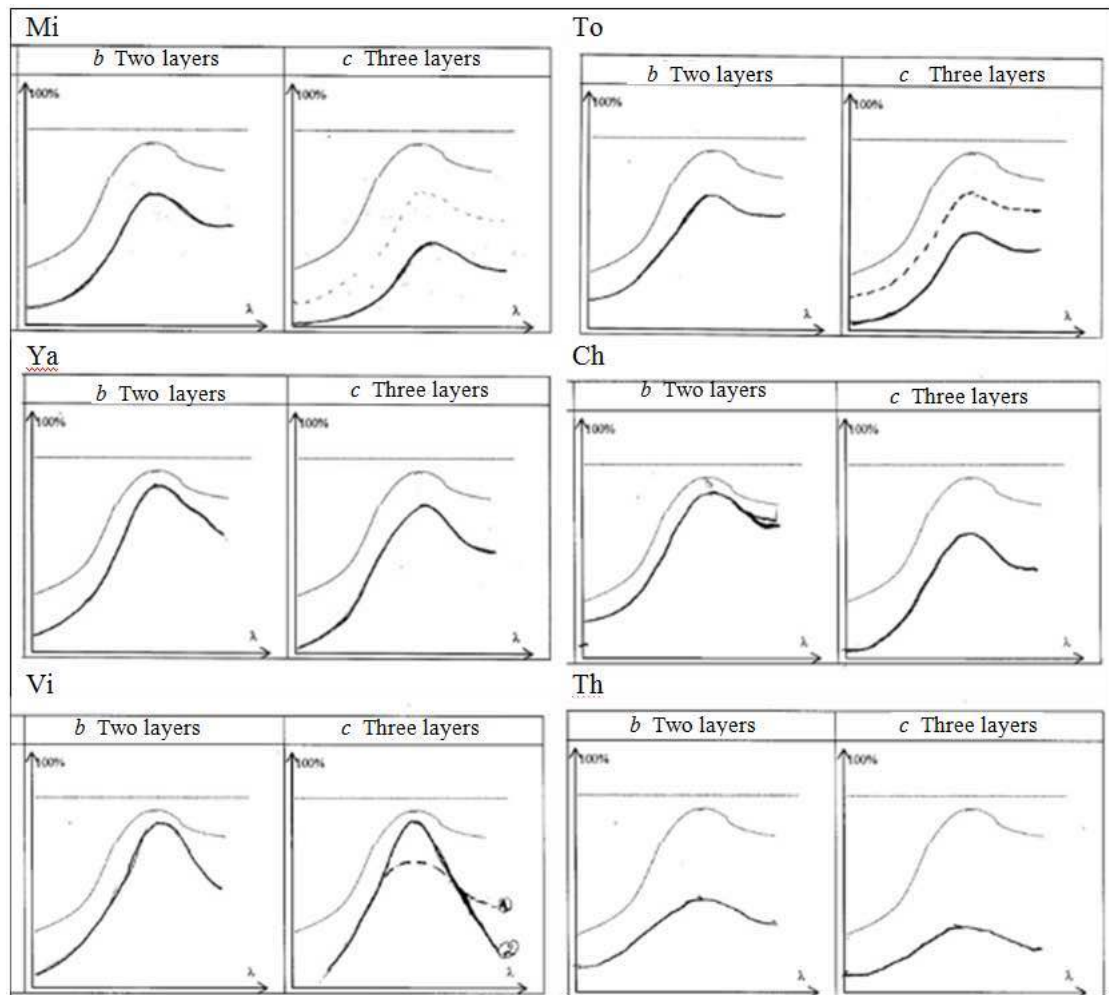 Mi
b Two layers
c Three layers
100%
λ
100%
λ
To
b Two layers
c Three layers
100%
λ
100%
λ
Ya
b Two layers
c Three layers
100%
λ
100%
λ
Ch
b Two layers
c Three layers
100%
λ
100%
λ
Vi
b Two layers
c Three layers
100%
λ
100%
λ
Th
b Two layers
c Three layers
100%
λ
100%
λ